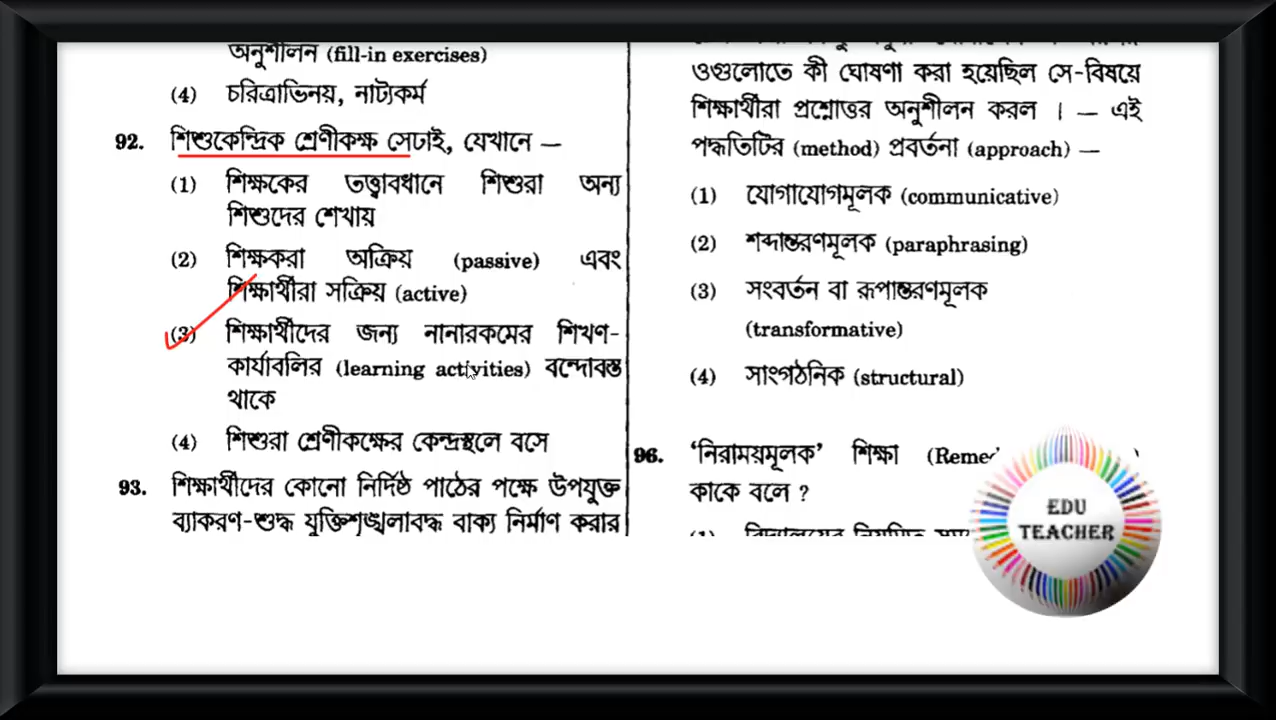 অনুশীলন (fill-in exercises)
(4) চরিত্রাভিনয়, নাট্যকর্ম
92. শিশুকেন্দ্রিক শ্রেণীকক্ষ সেটাই, যেখানে —
(1) শিক্ষকের তত্ত্বাবধানে শিশুরা অন্য
শিশুদের শেখায়
(2) শিক্ষকরা অক্রিয় (passive) এবং
শিক্ষার্থীরা সক্রিয় (active)
(3) শিক্ষার্থীদের জন্য নানারকমের শিখণ-
কার্যাবলির (learning activities) বন্দোবস্ত
থাকে
(4) শিশুরা শ্রেণীকক্ষের কেন্দ্রস্থলে বসে
93. শিক্ষার্থীদের কোনো নির্দিষ্ঠ পাঠের পক্ষে উপযুক্ত
ব্যাকরণ-শুদ্ধ যুক্তিশৃঙ্খলাবদ্ধ বাক্য নির্মাণ করার
ওগুলোতে কী ঘোষণা করা হয়েছিল সে-বিষয়ে
শিক্ষার্থীরা প্রশ্নোত্তর অনুশীলন করল । — এই
পদ্ধতিটির (method) প্রবর্তনা (approach) —
(1) যোগাযোগমূলক (communicative)
(2) শব্দান্তরণমূলক (paraphrasing)
(3) সংবর্তন বা রূপান্তরণমূলক
(transformative)
(4) সাংগঠনিক (structural)
96. ‘নিরাময়মূলক’ শিক্ষা
কাকে বলে ?
EDU
TEACHER